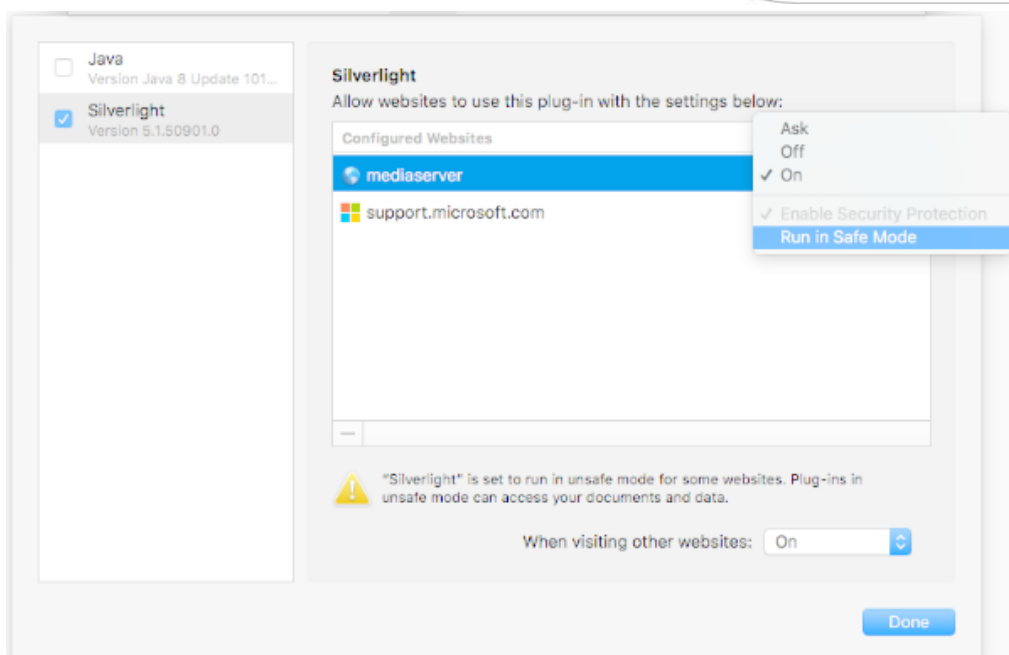 Java
Version Java 8 Update 101...
Silverlight
Version 5.1.50901.0
Silverlight
Allow websites to use this plug-in with the settings below:
Configured Websites
mediaserver
support.microsoft.com
Ask
Off
✓ On
✓ Enable Security Protection
Run in Safe Mode
"Silverlight" is set to run in unsafe mode for some websites. Plug-ins in
unsafe mode can access your documents and data.
When visiting other websites: On
Done